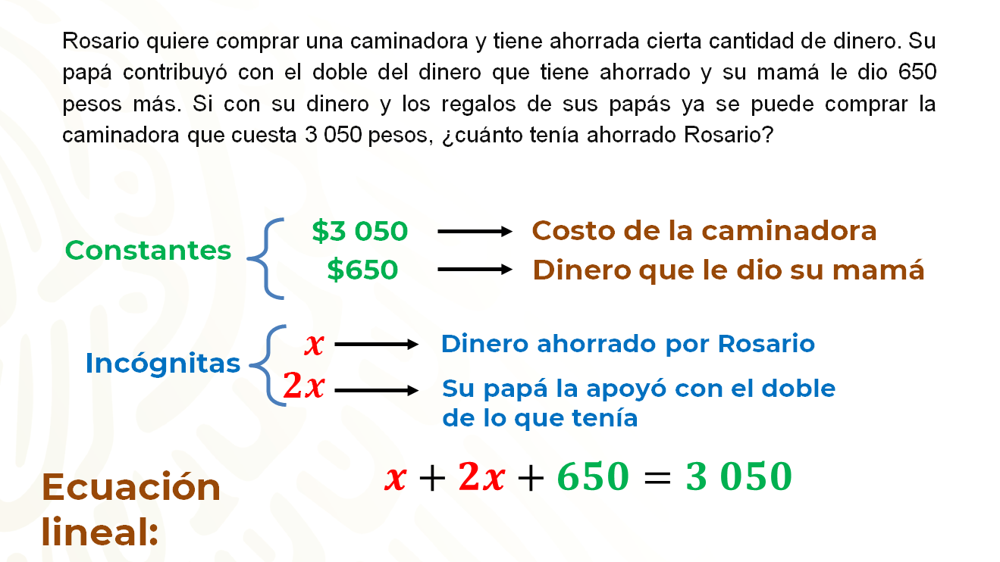 Rosario quiere comprar una caminadora y tiene ahorrada cierta cantidad de dinero. Su
papá contribuyó con el doble del dinero que tiene ahorrado y su mamá le dio 650
pesos más. Si con su dinero y los regalos de sus papás ya se puede comprar la
caminadora que cuesta 3 050 pesos, ¿cuánto tenía ahorrado Rosario?
Constantes
$3 050 Costo de la caminadora
$650 Dinero que le dio su mamá
Incógnitas
x Dinero ahorrado por Rosario
2x Su papá la apoyó con el doble
de lo que tenía
Ecuación
lineal:
x + 2x + 650 = 3 050